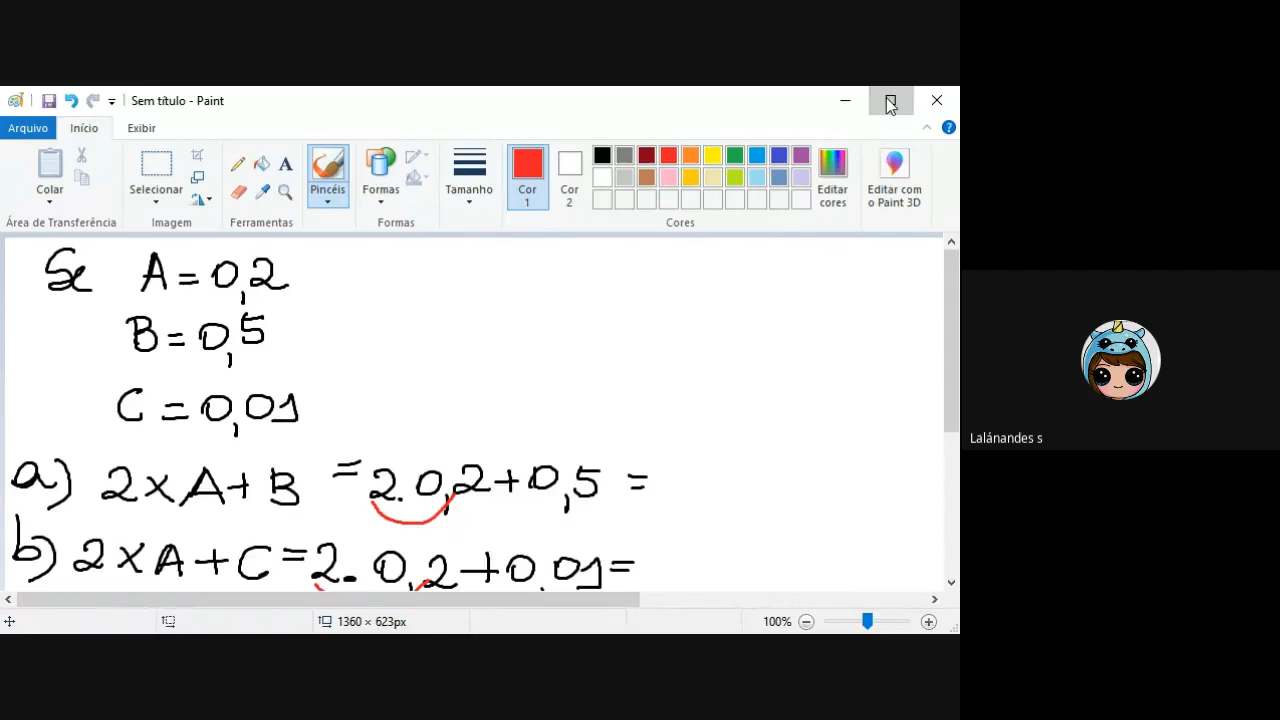 Sem título - Paint
Arquivo Início Exibir
Colar
Selecionar
Pincéis
Formas
Tamanho
Cor 1
Cor 2
Editar cores
Editar com o Paint 3D
Área de Transferência
Imagem
Ferramentas
Formas
Cores
Se A = 0,2
B = 0,5
C = 0,01
a) 2 x A + B = 2. 0,2 + 0,5 =
b) 2 x A + C = 2. 0,2 + 0,01 =
Lalánandes s
1360 × 623px
100%